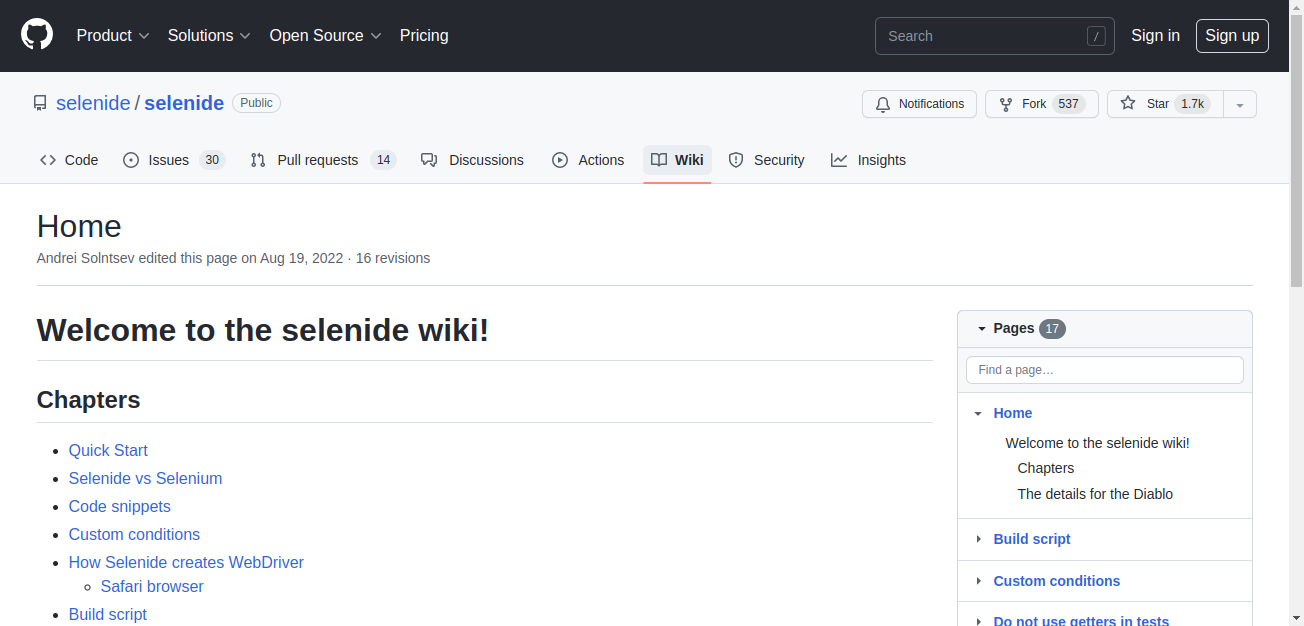 Product Solutions Open Source Pricing Search / Sign in Sign up
selenide / selenide Public Notifications Fork 537 Star 1.7k
Code Issues 30 Pull requests 14 Discussions Actions Wiki Security Insights
Home
Andrei Solntsev edited this page on Aug 19, 2022 · 16 revisions
Welcome to the selenide wiki!
Chapters
Quick Start
Selenide vs Selenium
Code snippets
Custom conditions
How Selenide creates WebDriver
Safari browser
Build script
Pages 17
Find a page…
Home
Welcome to the selenide wiki!
Chapters
The details for the Diablo
Build script
Custom conditions
Do not use getters in tests